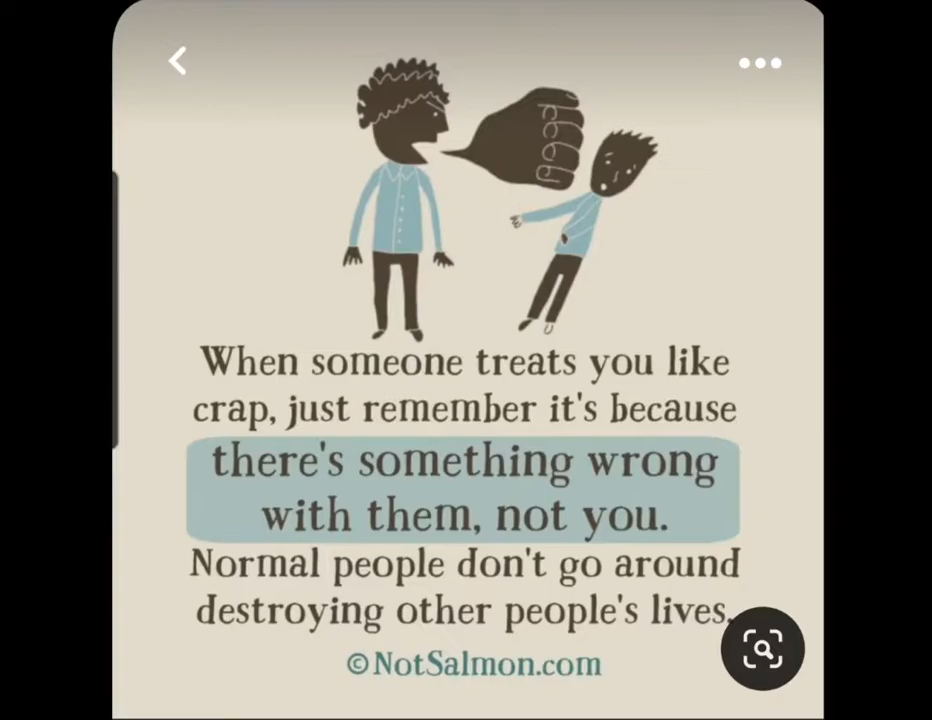 When someone treats you like
crap, just remember it's because
there's something wrong
with them, not you.
Normal people don't go around
destroying other people's lives.
©NotSalmon.com